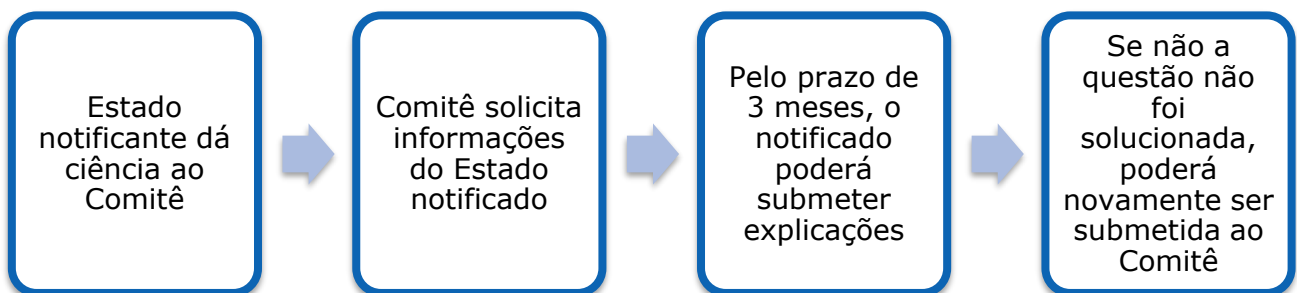 Estado
notificante dá
ciência ao
Comitê
Comitê solicita
informações
do Estado
notificado
Pelo prazo de
3 meses, o
notificado
poderá
submeter
explicações
Se não a
questão não
foi
solucionada,
poderá
novamente ser
submetida ao
Comitê